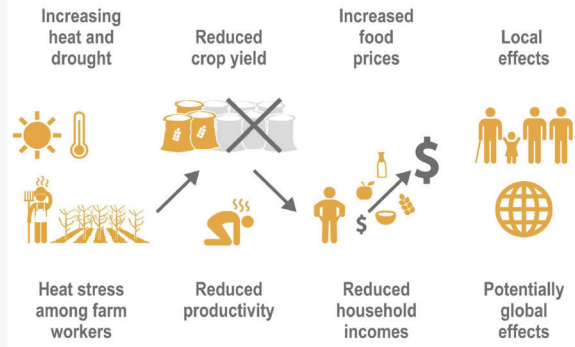 Increasing
heat and
drought
Reduced
crop yield
Increased
food
prices
Local
effects
$
$
Heat stress
among farm
workers
Reduced
productivity
Reduced
household
incomes
Potentially
global
effects